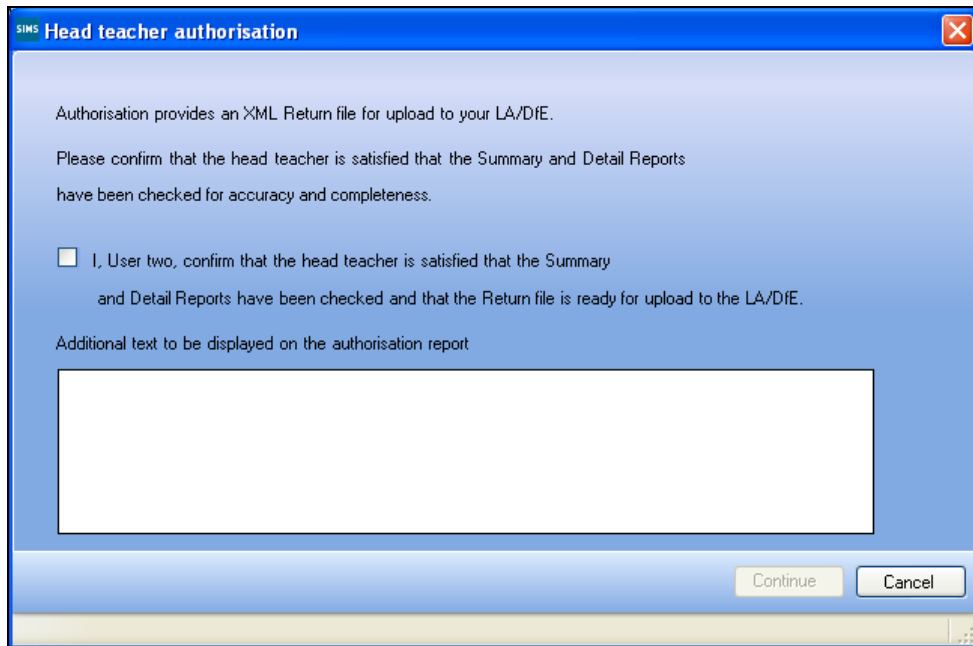 SIMS Head teacher authorisation
Authorisation provides an XML Return file for upload to your LA/DfE.
Please confirm that the head teacher is satisfied that the Summary and Detail Reports
have been checked for accuracy and completeness.
I, User two, confirm that the head teacher is satisfied that the Summary
and Detail Reports have been checked and that the Return file is ready for upload to the LA/DfE.
Additional text to be displayed on the authorisation report
Continue Cancel